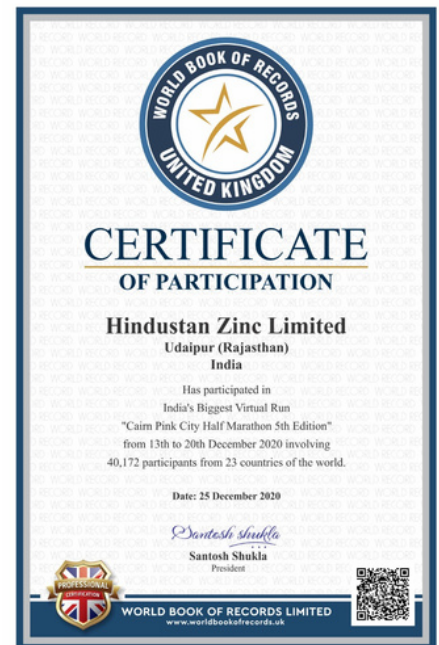 WORLD BOOK OF RECORDS
UNITED KINGDOM
CERTIFICATE
OF PARTICIPATION
Hindustan Zinc Limited
Udaipur (Rajasthan)
India
Has participated in
India's Biggest Virtual Run
"Cairn Pink City Half Marathon 5th Edition"
from 13th to 20th December 2020 involving
40,172 participants from 23 countries of the world.
Date: 25 December 2020
Santosh shukla
Santosh Shukla
President
PROFESSIONAL
CERTIFICATION
WORLD BOOK OF RECORDS LIMITED
www.worldbookofrecords.uk